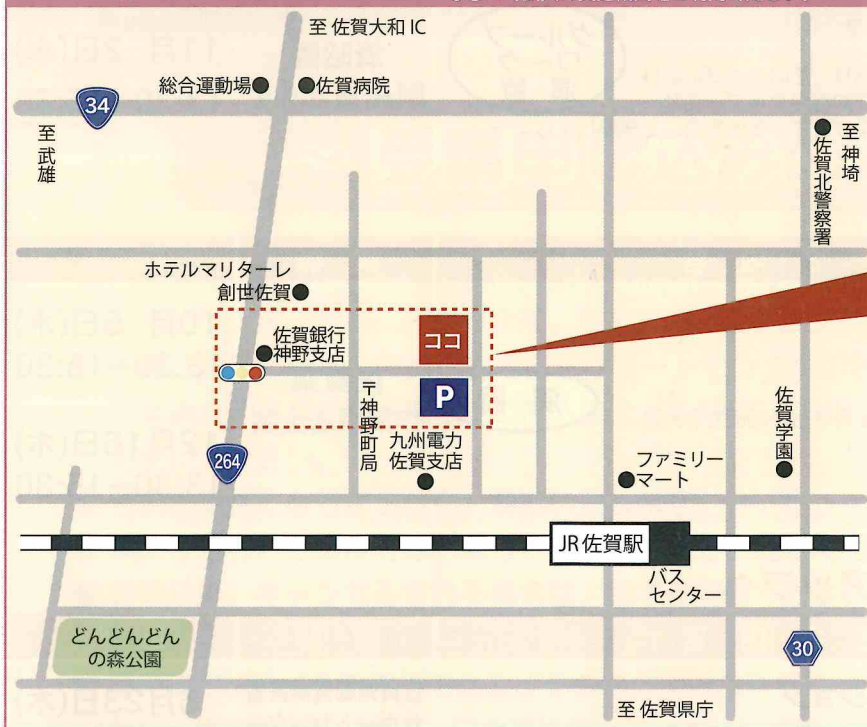 至 佐賀大和 IC
総合運動場
佐賀病院
34
至武雄
至神埼
佐賀北警察署
ホテルマリターレ
創世佐賀
佐賀銀行
神野支店
ココ
P
〒神野町局
九州電力
佐賀支店
264
ファミリー
マート
佐賀学園
JR佐賀駅
バス
センター
どんどんどん
の森公園
30
至 佐賀県庁